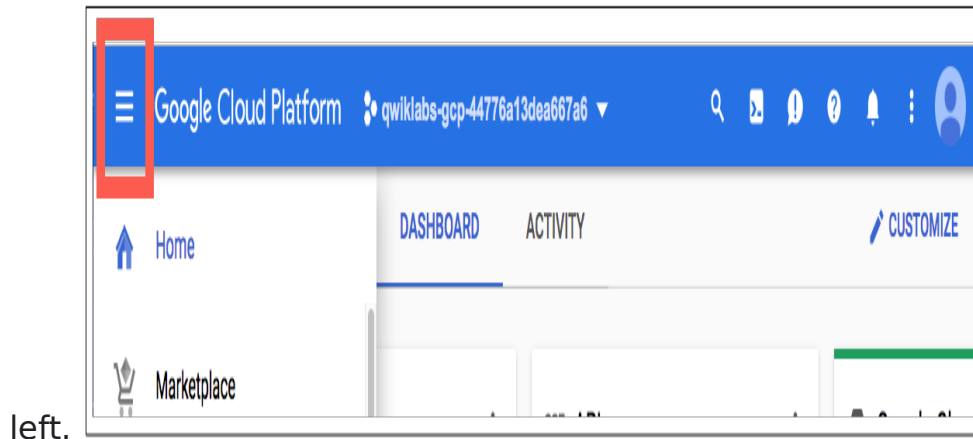 Google Cloud Platform qwiklabs-gcp-44776a13dea667a6
DASHBOARD ACTIVITY CUSTOMIZE
Home
Marketplace
left.